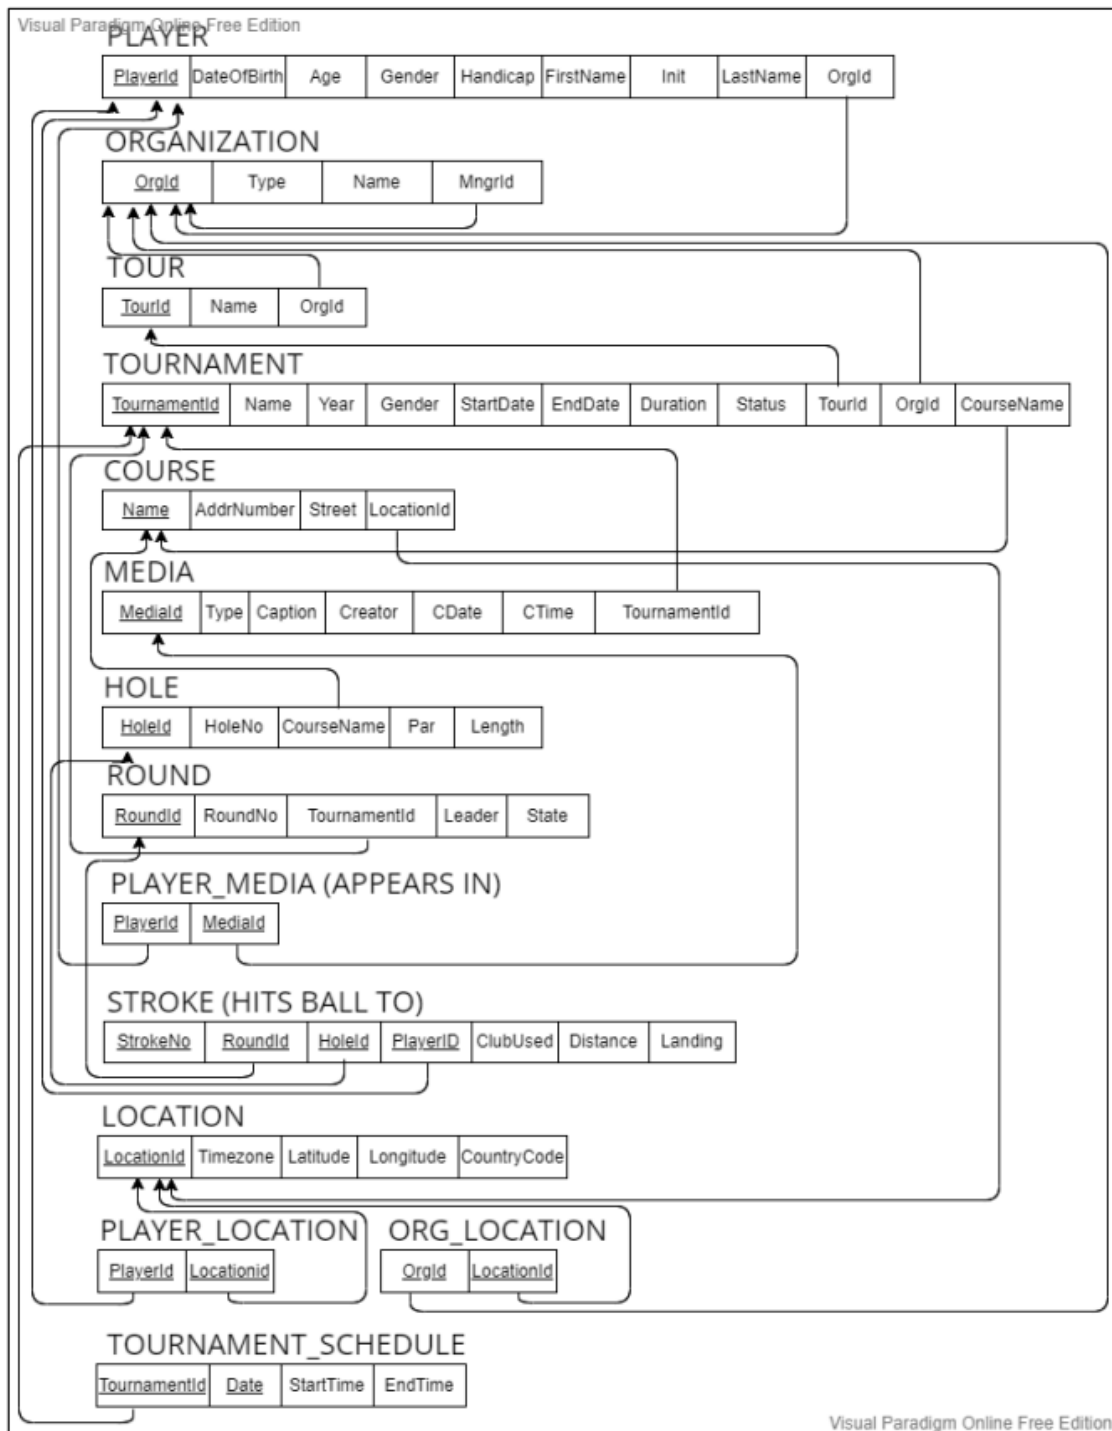 Visual Paradigm Online Free Edition
PLAYER
PlayerId DateOfBirth Age Gender Handicap FirstName Init LastName OrgId
ORGANIZATION
OrgId Type Name MngrId
TOUR
TourId Name OrgId
TOURNAMENT
TournamentId Name Year Gender StartDate EndDate Duration Status TourId OrgId CourseName
COURSE
Name AddrNumber Street LocationId
MEDIA
MediaId Type Caption Creator CDate CTime TournamentId
HOLE
HoleId HoleNo CourseName Par Length
ROUND
RoundId RoundNo TournamentId Leader State
PLAYER_MEDIA (APPEARS IN)
PlayerId MediaId
STROKE (HITS BALL TO)
StrokeNo RoundId HoleId PlayerID ClubUsed Distance Landing
LOCATION
LocationId Timezone Latitude Longitude CountryCode
PLAYER_LOCATION ORG_LOCATION
PlayerId Locationid OrgId LocationId
TOURNAMENT_SCHEDULE
TournamentId Date StartTime EndTime
Visual Paradigm Online Free Edition